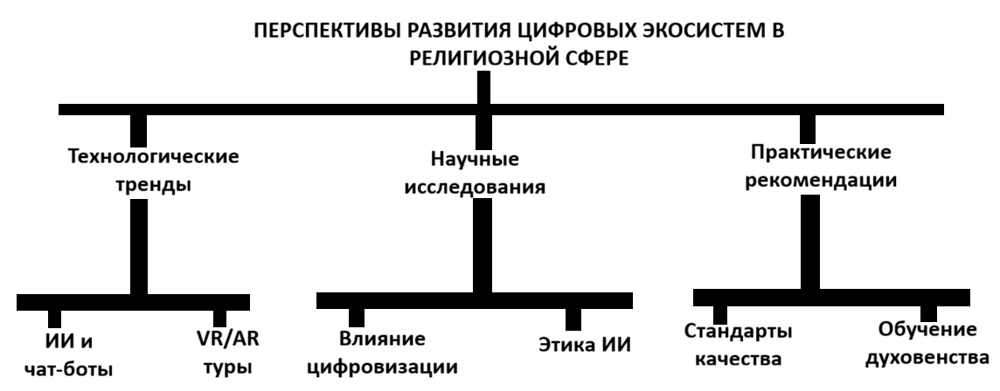 ПЕРСПЕКТИВЫ РАЗВИТИЯ ЦИФРОВЫХ ЭКОСИСТЕМ В
РЕЛИГИОЗНОЙ СФЕРЕ
Технологические
тренды
Научные
исследования
Практические
рекомендации
ИИ и
чат-боты
VR/AR
туры
Влияние
цифровизации
Этика ИИ
Стандарты
качества
Обучение
духовенства